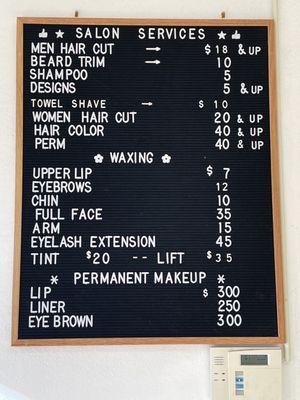 👍★ SALON SERVICES ★👍
MEN HAIR CUT → $18 & UP
BEARD TRIM → 10
SHAMPOO 5
DESIGNS 5 & UP
TOWEL SHAVE → $10
WOMEN HAIR CUT 20 & UP
HAIR COLOR 40 & UP
PERM 40 & UP
WAXING
UPPER LIP $7
EYEBROWS 12
CHIN 10
FULL FACE 35
ARM 15
EYELASH EXTENSION 45
TINT $20 -- LIFT $35
* PERMANENT MAKEUP *
LIP $300
LINER 250
EYE BROWN 300